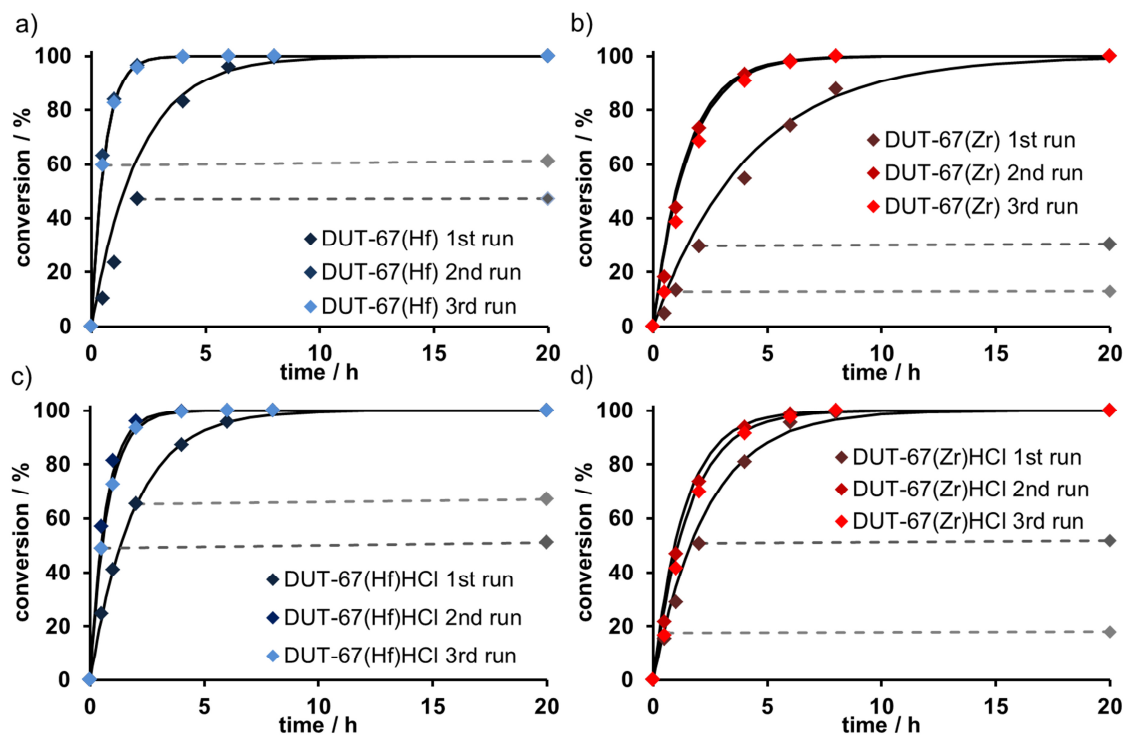 a)
conversion / %
100
80
60
40
20
0
DUT-67(Hf) 1st run
DUT-67(Hf) 2nd run
DUT-67(Hf) 3rd run
0 5 10 15 20
time / h
b)
conversion / %
100
80
60
40
20
0
DUT-67(Zr) 1st run
DUT-67(Zr) 2nd run
DUT-67(Zr) 3rd run
0 5 10 15 20
time / h
c)
conversion / %
100
80
60
40
20
0
DUT-67(Hf)HCl 1st run
DUT-67(Hf)HCl 2nd run
DUT-67(Hf)HCl 3rd run
0 5 10 15 20
time / h
d)
conversion / %
100
80
60
40
20
0
DUT-67(Zr)HCl 1st run
DUT-67(Zr)HCl 2nd run
DUT-67(Zr)HCl 3rd run
0 5 10 15 20
time / h